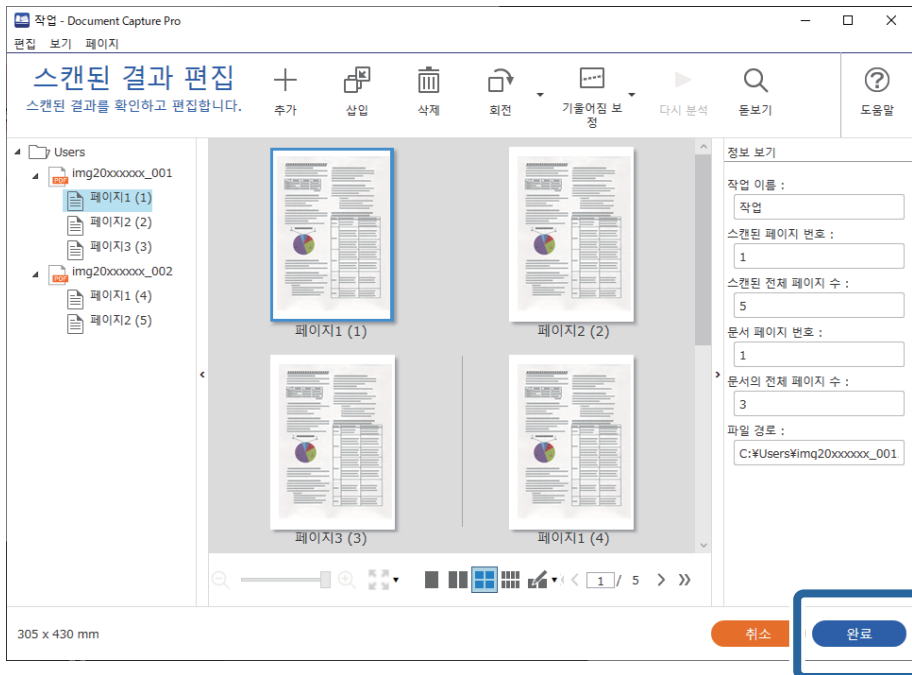 작업 - Document Capture Pro
편집 보기 페이지
스캔된 결과 편집
스캔된 결과를 확인하고 편집합니다.
추가
삽입
삭제
회전
기울어짐 보
정
다시 분석
돋보기
도움말
Users
PDF
img20xxxxxx_001
페이지1 (1)
페이지2 (2)
페이지3 (3)
PDF
img20xxxxxx_002
페이지1 (4)
페이지2 (5)
페이지1 (1)
페이지2 (2)
페이지3 (3)
페이지1 (4)
정보 보기
작업 이름 :
작업
스캔된 페이지 번호 :
1
스캔된 전체 페이지 수 :
5
문서 페이지 번호 :
1
문서의 전체 페이지 수 :
3
파일 경로 :
C:¥Users¥img20xxxxxx_001.
1 / 5
305 x 430 mm
취소
완료